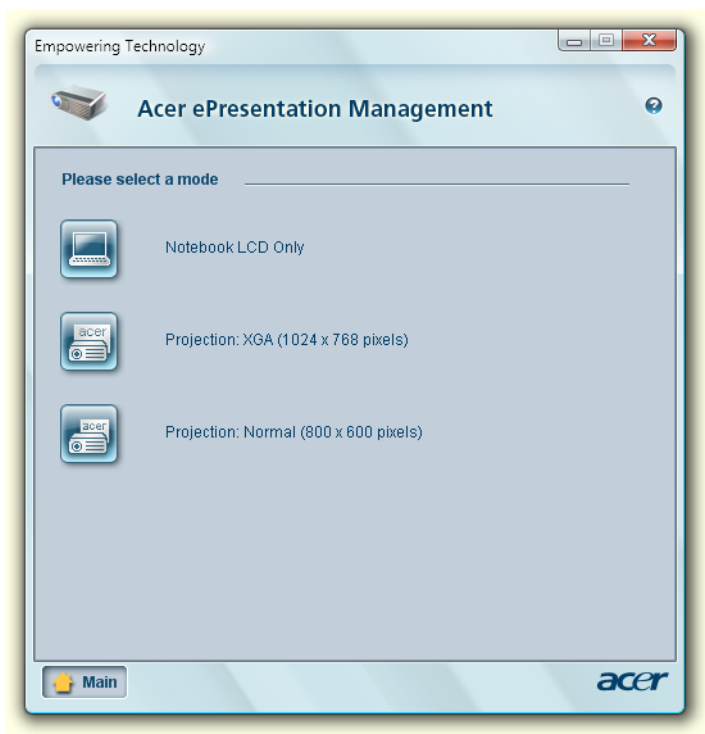 Empowering Technology
Acer ePresentation Management
Please select a mode
Notebook LCD Only
acer
Projection: XGA (1024 x 768 pixels)
acer
Projection: Normal (800 x 600 pixels)
Main
acer